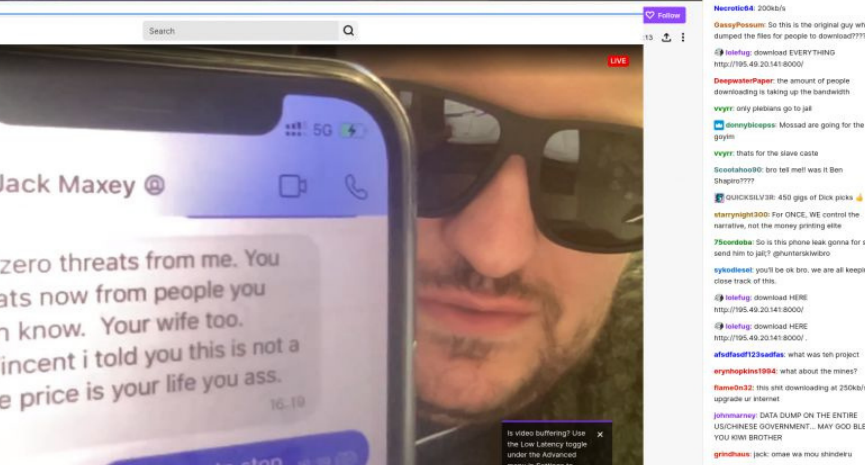 Search
Follow
:13
LIVE
5G
Jack Maxey @
zero threats from me. You
ats now from people you
know. Your wife too.
incent i told you this is not a
e price is your life you ass.
16:19
Is video buffering? Use
the Low Latency toggle
under the Advanced
Necrotic64: 200kb/s
GassyPossum: So this is the original guy wh
dumped the files for people to download????
lolefug: download EVERYTHING
http://195.49.20.141:8000/
DeepwaterPaper: the amount of people
downloading is taking up the bandwidth
vvyrr: only plebians go to jail
donnybicepss: Mossad are going for the
goyim
vvyrr: thats for the slave caste
Scootahoo90: bro tell me!! was it Ben
Shapiro????
QUICKSILV3R: 450 gigs of Dick picks 👍
starrynight300: For ONCE, WE control the
narrative, not the money printing elite
75cordoba: So is this phone leak gonna for s
send him to jail;? @hunterskiwibro
sykodiesel: you'll be ok bro. we are all keepi
close track of this.
lolefug: download HERE
http://195.49.20.141:8000/
lolefug: download HERE
http://195.49.20.141:8000/ .
afsdfasdf123sadfas: what was teh project
erynhopkins1994: what about the mines?
flame0n32: this shit downloading at 250kb/s
upgrade ur internet
johnmarney: DATA DUMP ON THE ENTIRE
US/CHINESE GOVERNMENT... MAY GOD BLE
YOU KIWI BROTHER
grindhaus: jack: omae wa mou shindeiru